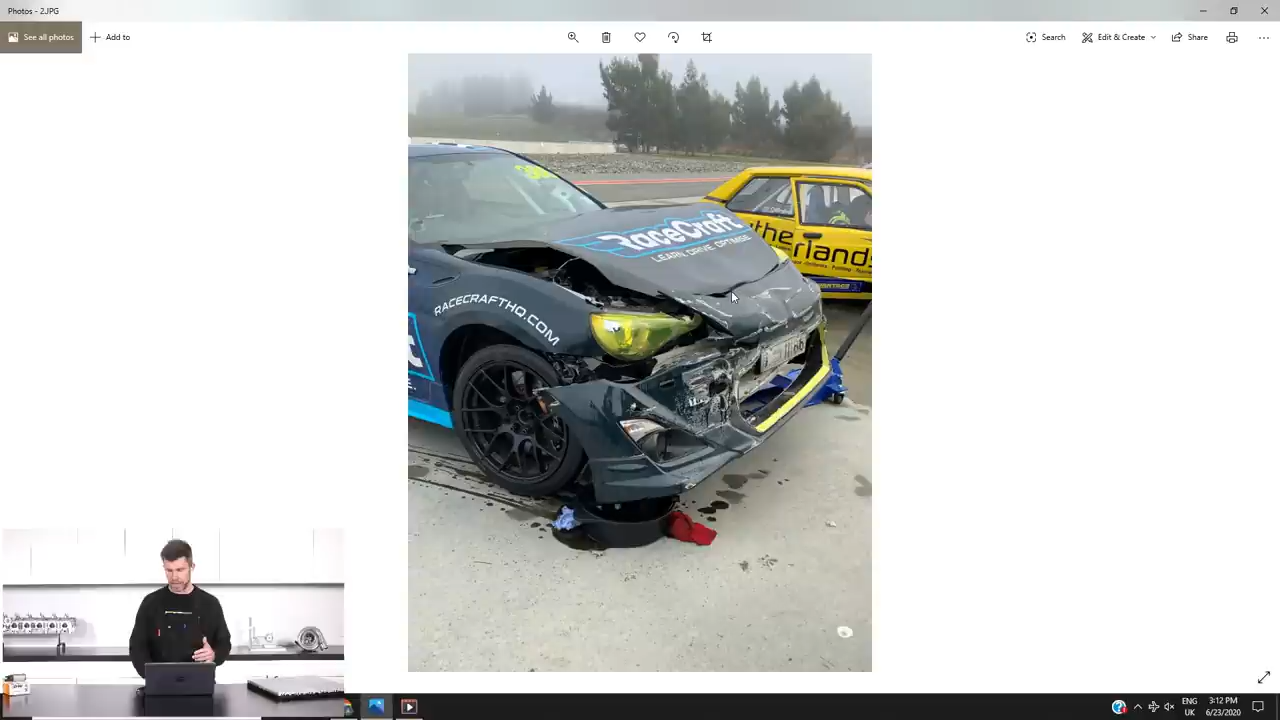 Photos - 2.JPG
See all photos
Add to
Search
Edit & Create
Share
RaceCraft
LEARN, DRIVE, OPTIMISE
RACECRAFTHQ.COM
therlands
ENG
UK
3:12 PM
6/23/2020